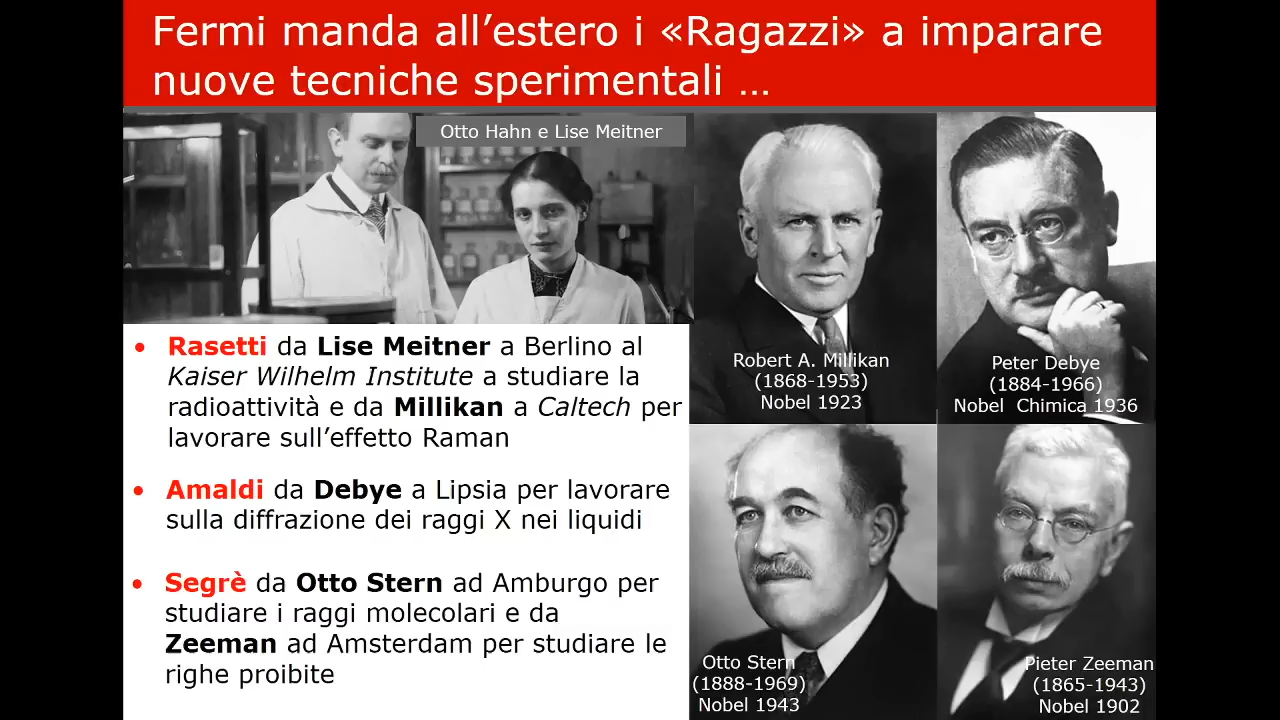 Fermi manda all’estero i «Ragazzi» a imparare
nuove tecniche sperimentali …
Otto Hahn e Lise Meitner
• Rasetti da Lise Meitner a Berlino al
Kaiser Wilhelm Institute a studiare la
radioattività e da Millikan a Caltech per
lavorare sull’effetto Raman
• Amaldi da Debye a Lipsia per lavorare
sulla diffrazione dei raggi X nei liquidi
• Segrè da Otto Stern ad Amburgo per
studiare i raggi molecolari e da
Zeeman ad Amsterdam per studiare le
righe proibite
Robert A. Millikan
(1868-1953)
Nobel 1923
Peter Debye
(1884-1966)
Nobel Chimica 1936
Otto Stern
(1888-1969)
Nobel 1943
Pieter Zeeman
(1865-1943)
Nobel 1902